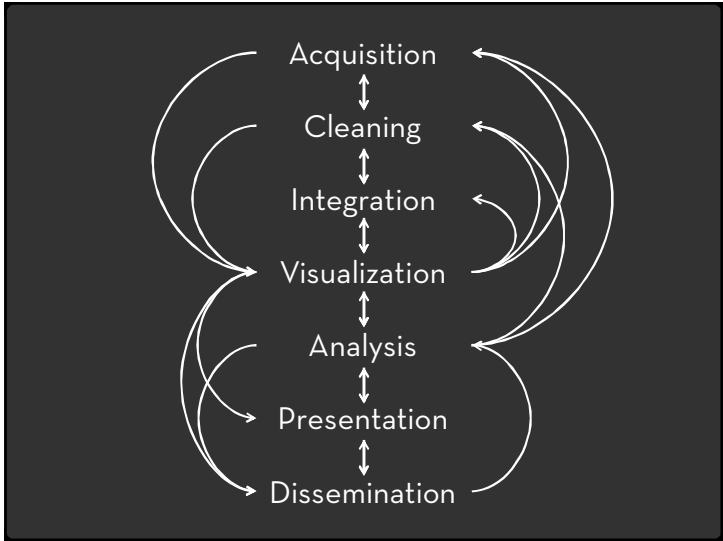 Acquisition
Cleaning
Integration
Visualization
Analysis
Presentation
Dissemination